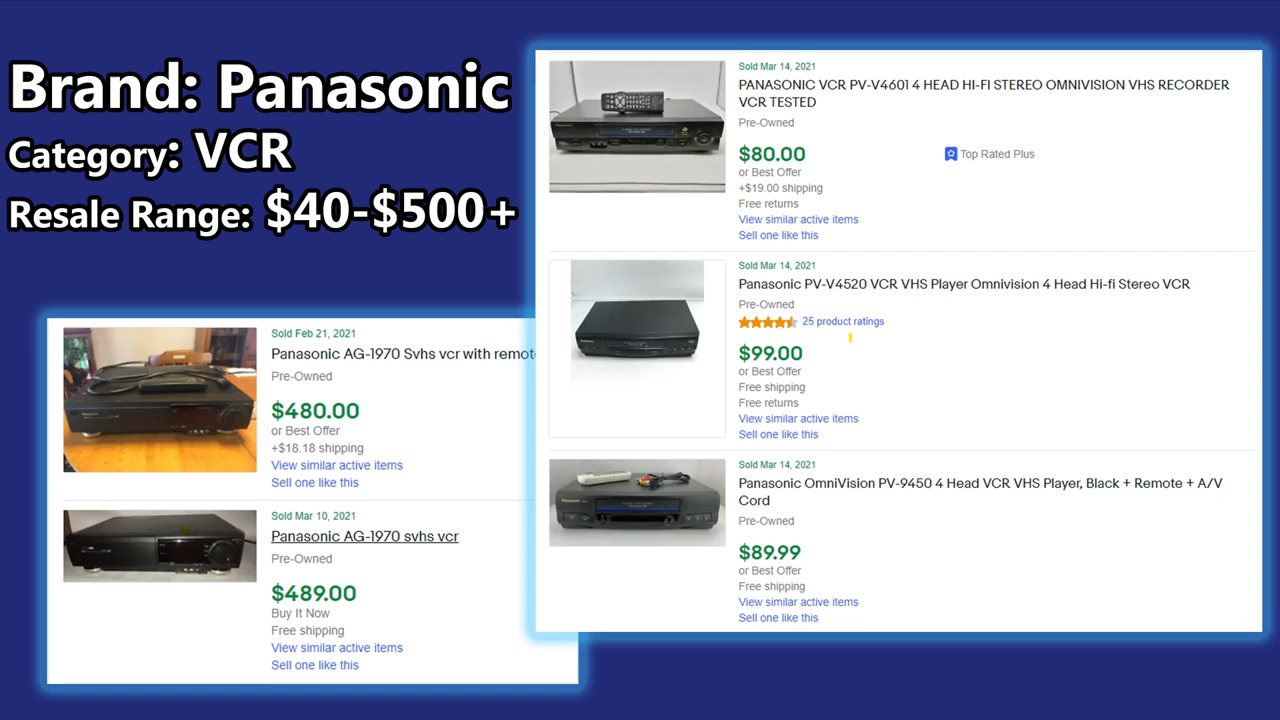 Brand: Panasonic
Category: VCR
Resale Range: $40-$500+
Sold Feb 21, 2021
Panasonic AG-1970 Svhs vcr with remot
Pre-Owned
$480.00
or Best Offer
+$18.18 shipping
View similar active items
Sell one like this
Sold Mar 10, 2021
Panasonic AG-1970 svhs vcr
Pre-Owned
$489.00
Buy It Now
Free shipping
View similar active items
Sell one like this
Sold Mar 14, 2021
PANASONIC VCR PV-V4601 4 HEAD HI-FI STEREO OMNIVISION VHS RECORDER
VCR TESTED
Pre-Owned
$80.00
Top Rated Plus
or Best Offer
+$19.00 shipping
Free returns
View similar active items
Sell one like this
Sold Mar 14, 2021
Panasonic PV-V4520 VCR VHS Player Omnivision 4 Head Hi-fi Stereo VCR
Pre-Owned
25 product ratings
$99.00
or Best Offer
Free shipping
Free returns
View similar active items
Sell one like this
Sold Mar 14, 2021
Panasonic OmniVision PV-9450 4 Head VCR VHS Player, Black + Remote + A/V
Cord
Pre-Owned
$89.99
or Best Offer
Free shipping
View similar active items
Sell one like this